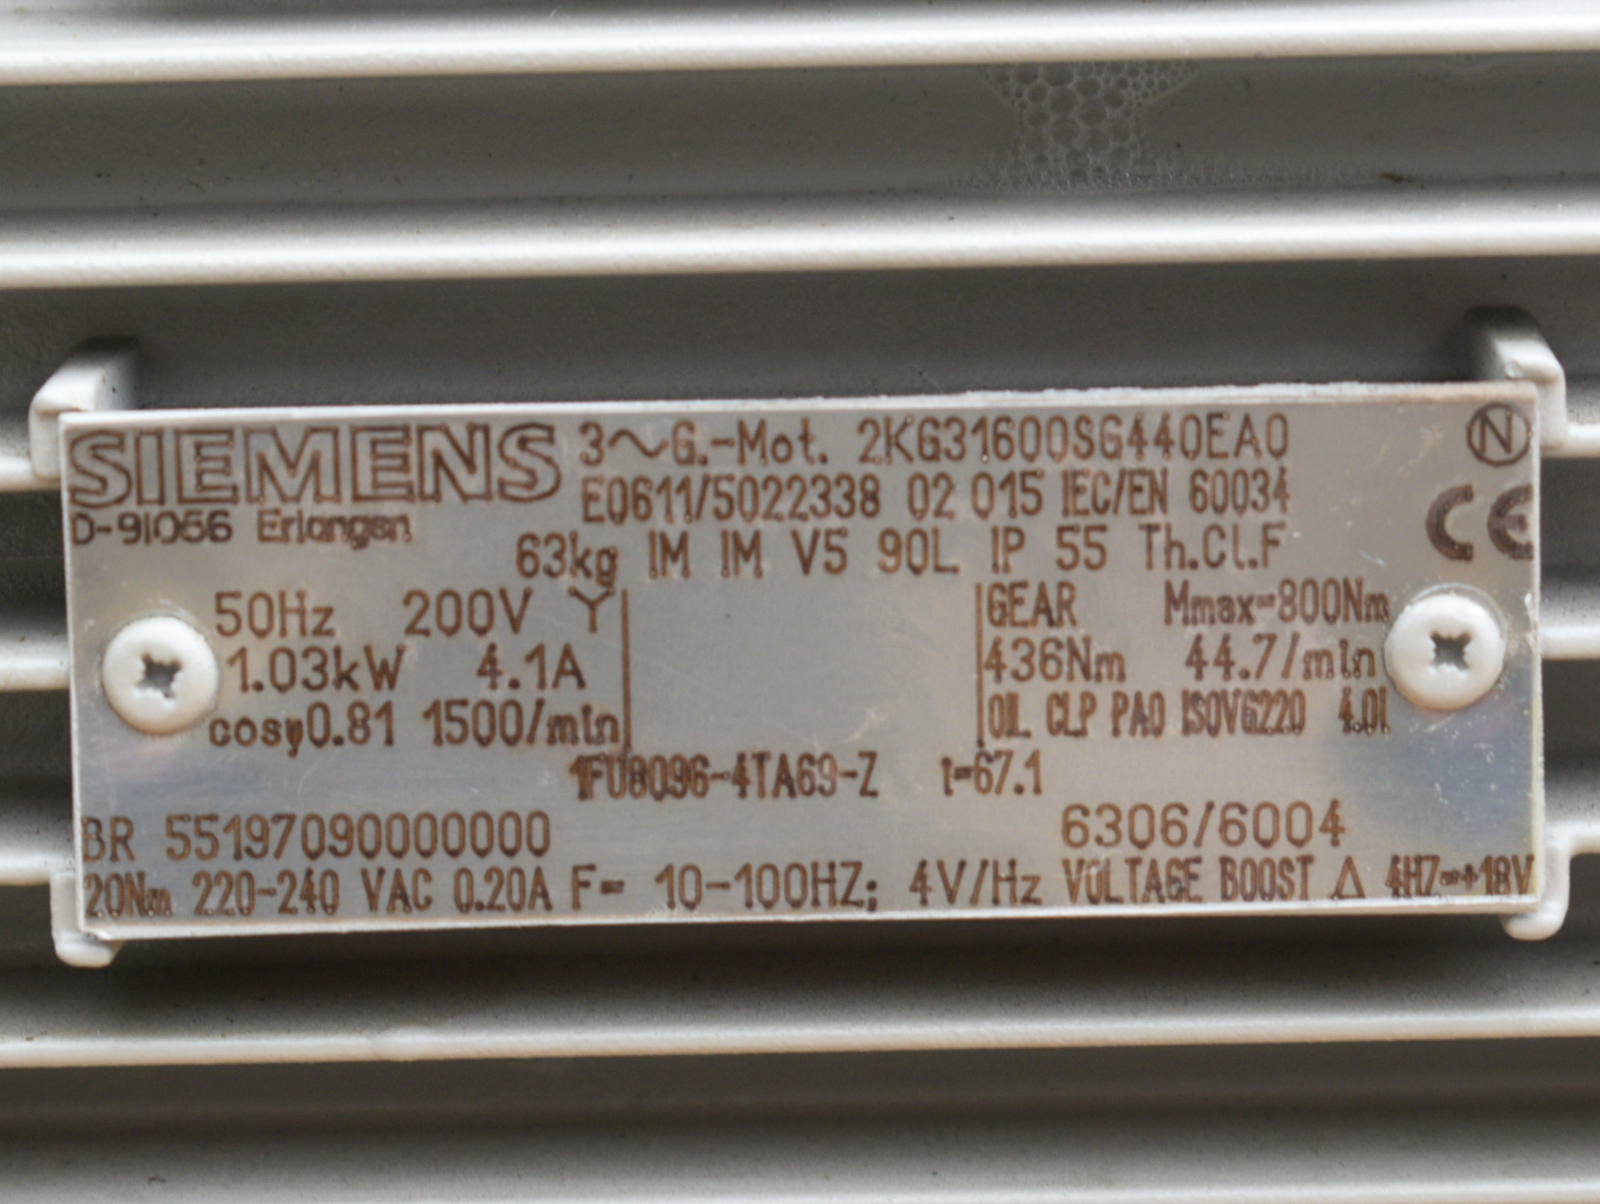 SIEMENS 3~G.-Mot. 2KG31600SG440EA0 N
E0611/5022338 02 015 IEC/EN 60034 CE
D-91056 Erlangen
63kg IM IM V5 90L IP 55 Th.Cl.F
50Hz 200V Y GEAR Mmax=800Nm
1.03kW 4.1A 436Nm 44.7/min
cosφ0.81 1500/min OIL CLP PAO ISOVG220 4.0l
1FU8096-4TA69-Z i=67.1
BR 55197090000000 6306/6004
20Nm 220-240 VAC 0.20A F= 10-100HZ; 4V/Hz VOLTAGE BOOST Δ 4HZ=+18V